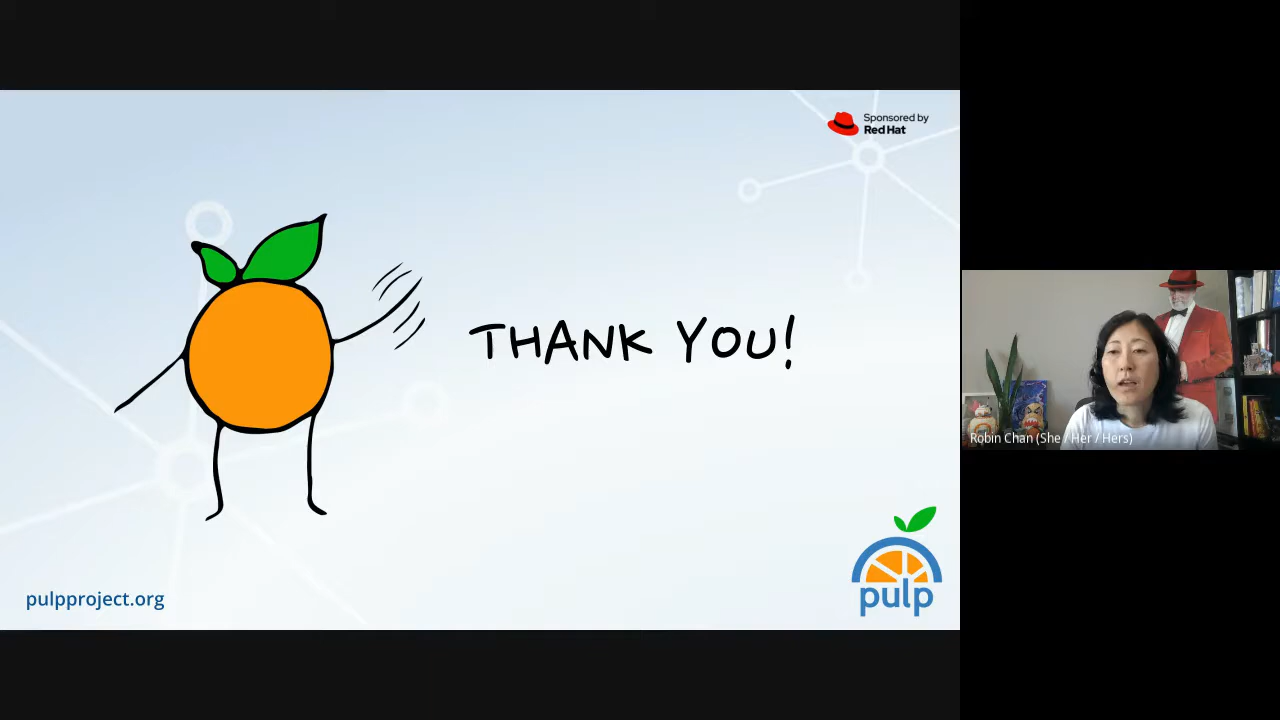 Sponsored by
Red Hat
THANK YOU!
pulpproject.org
pulp
Robin Chan (She / Her / Hers)